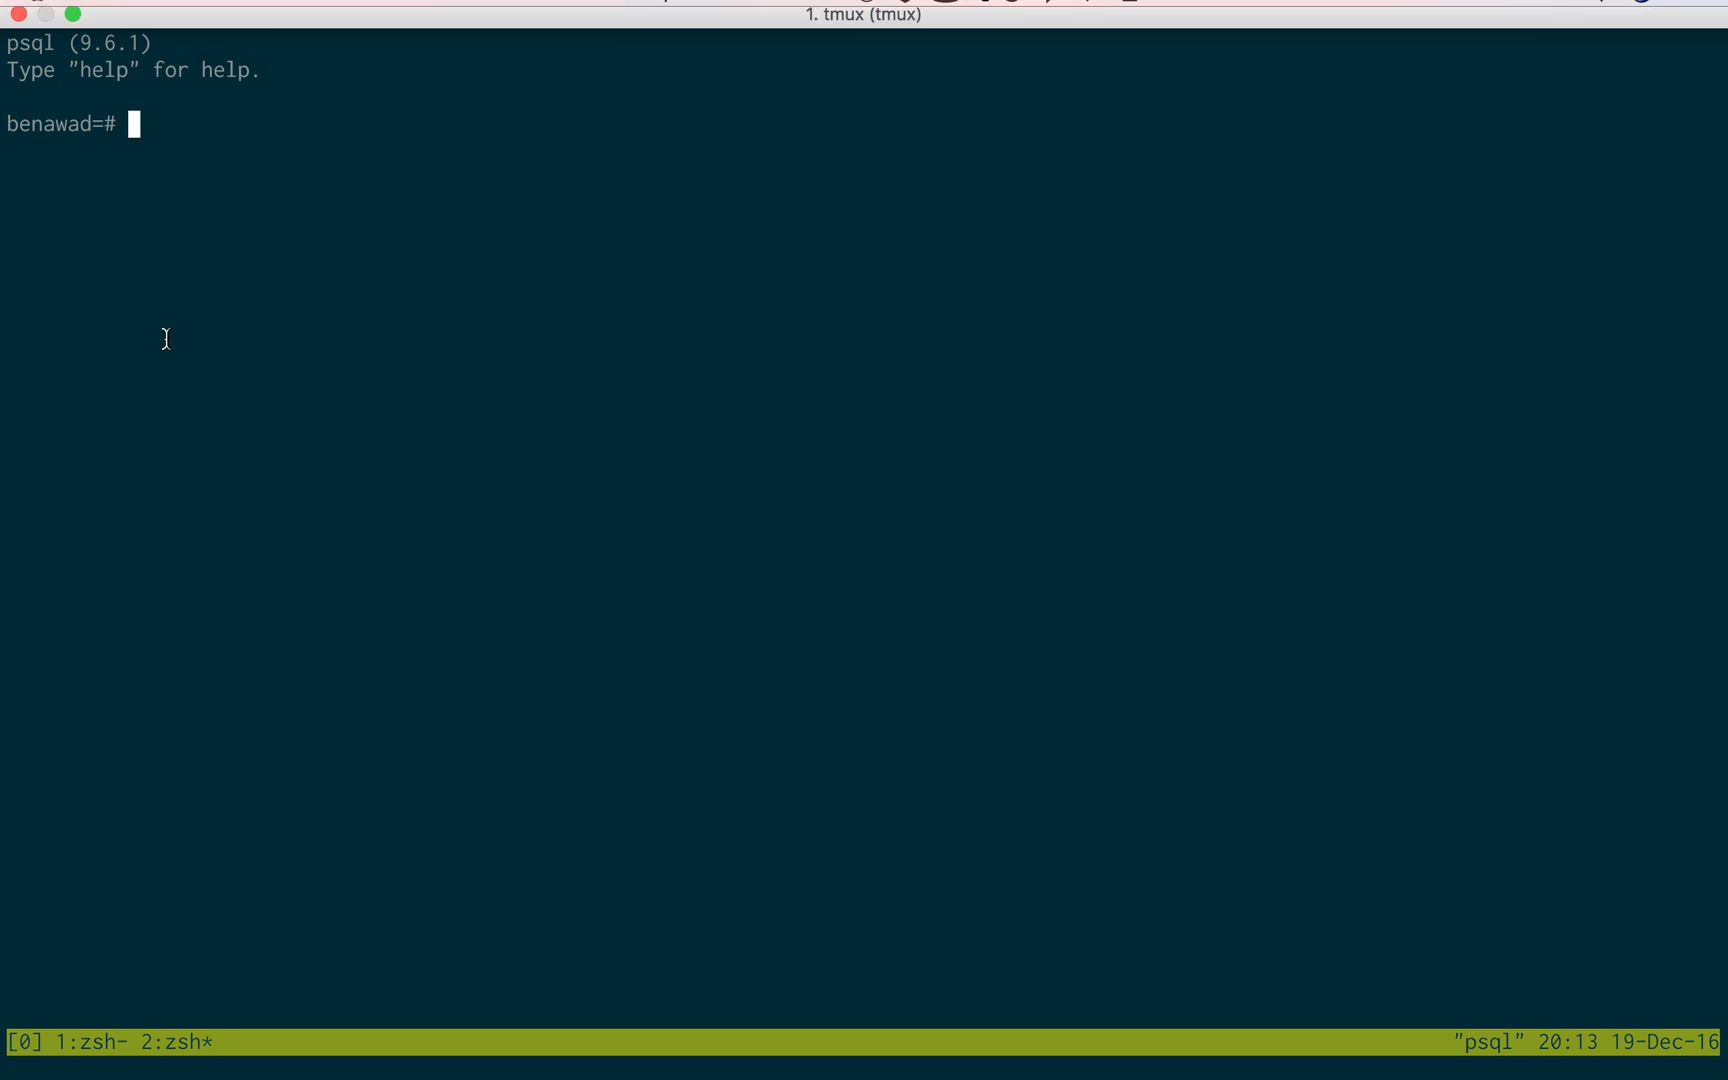 1. tmux (tmux)
psql (9.6.1)
Type "help" for help.
benawad=#
[0] 1:zsh- 2:zsh* "psql" 20:13 19-Dec-16